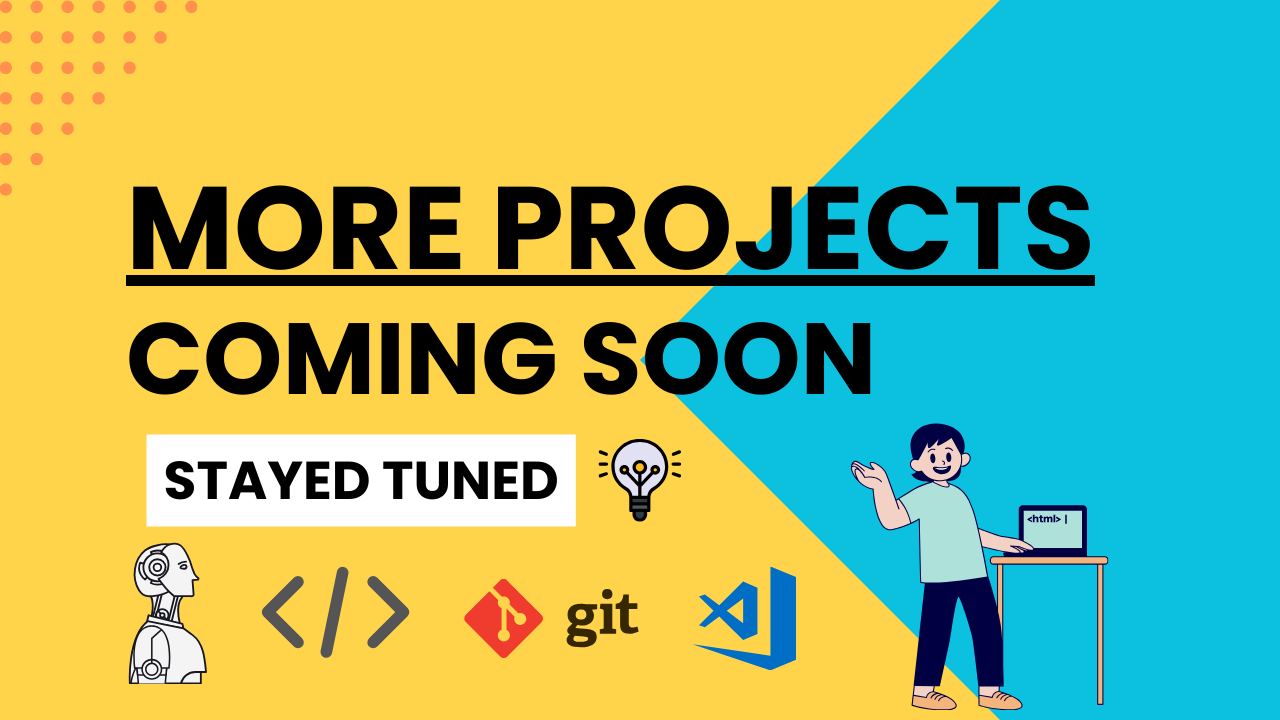 MORE PROJECTS
COMING SOON
STAYED TUNED
<html> |
</>
git